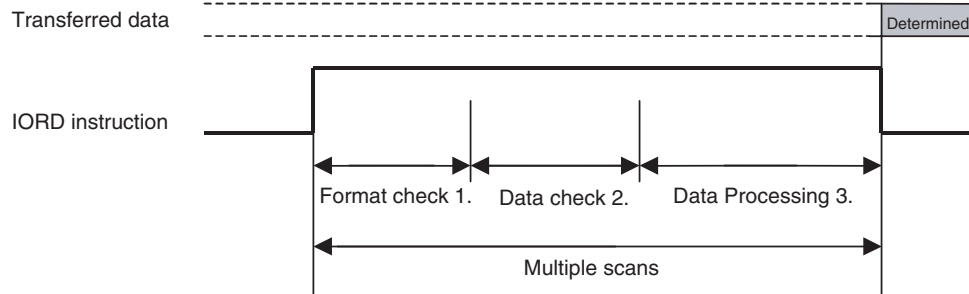 Transferred data
Determined
IORD instruction
Format check 1.
Data check 2.
Data Processing 3.
Multiple scans